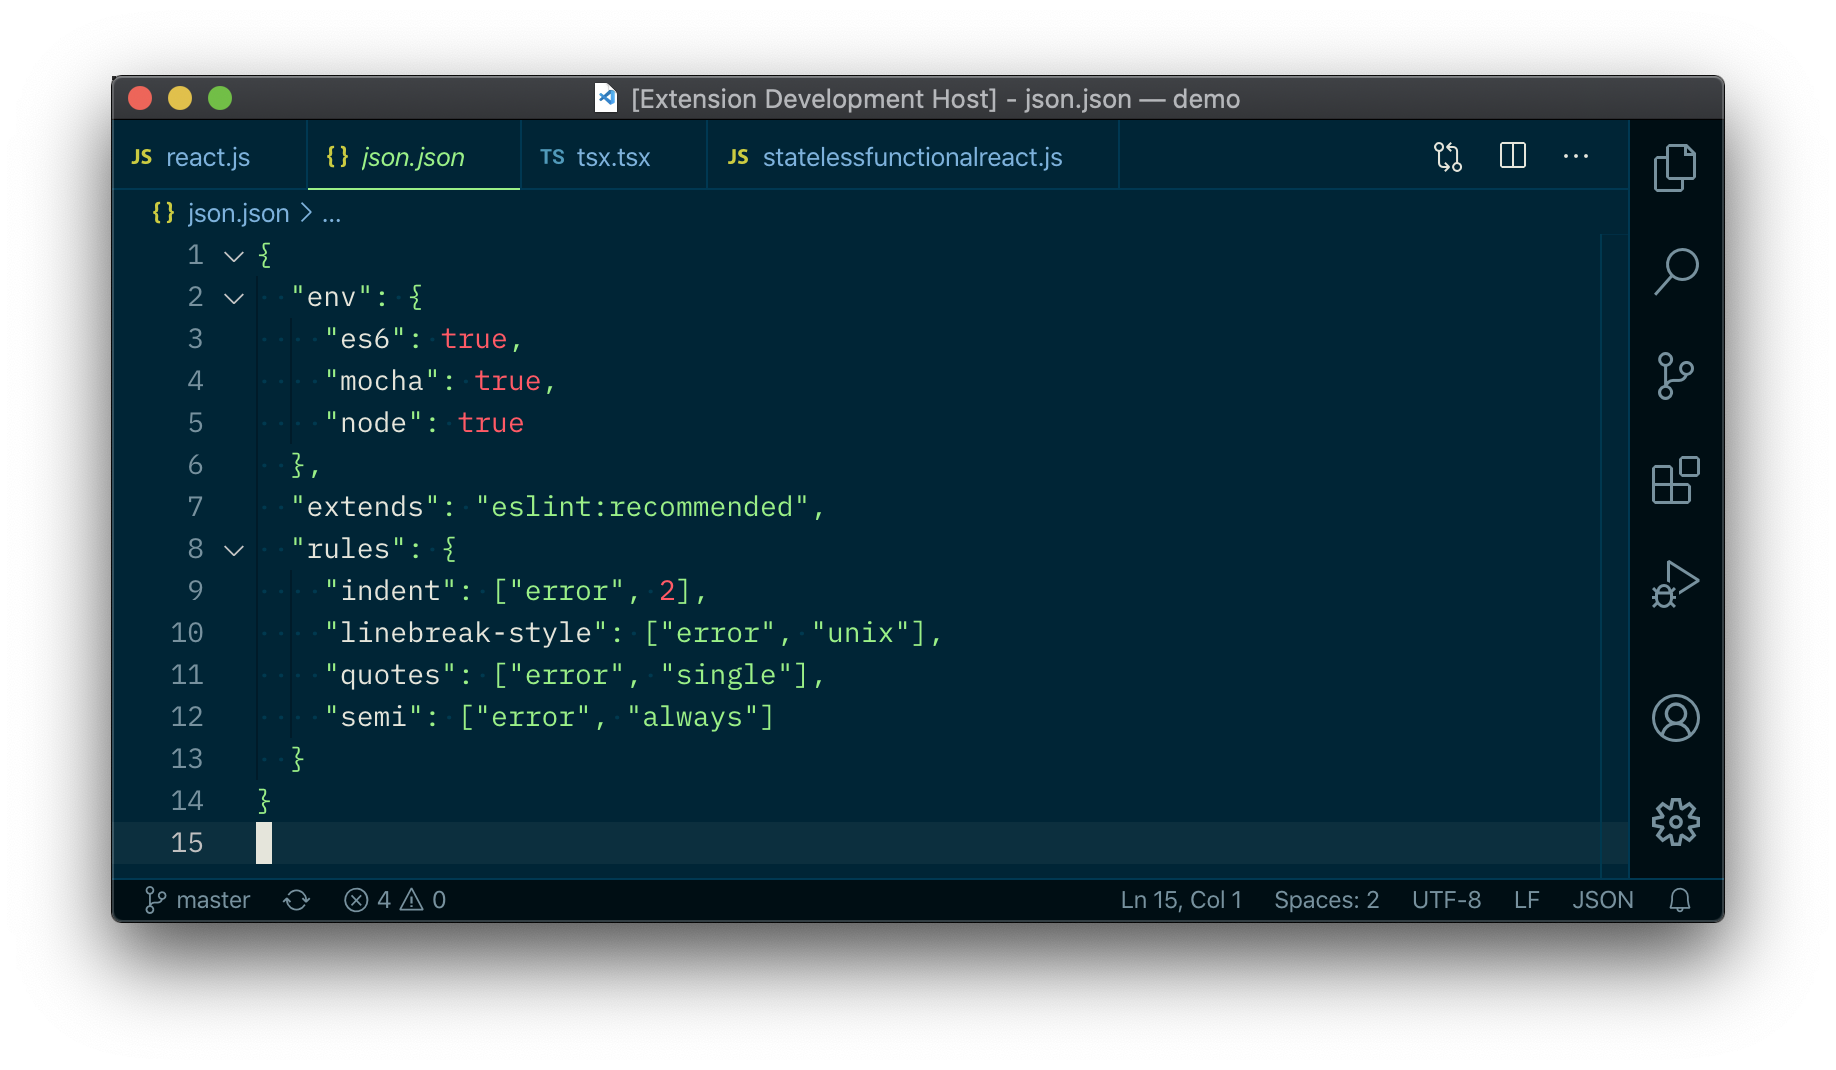 [Extension Development Host] - json.json — demo
JS react.js {} json.json TS tsx.tsx JS statelessfunctionalreact.js ...
{} json.json > ...
1 {
2   "env": {
3     "es6": true,
4     "mocha": true,
5     "node": true
6   },
7   "extends": "eslint:recommended",
8   "rules": {
9     "indent": ["error", 2],
10     "linebreak-style": ["error", "unix"],
11     "quotes": ["error", "single"],
12     "semi": ["error", "always"]
13   }
14 }
15
master 4 0 Ln 15, Col 1 Spaces: 2 UTF-8 LF JSON